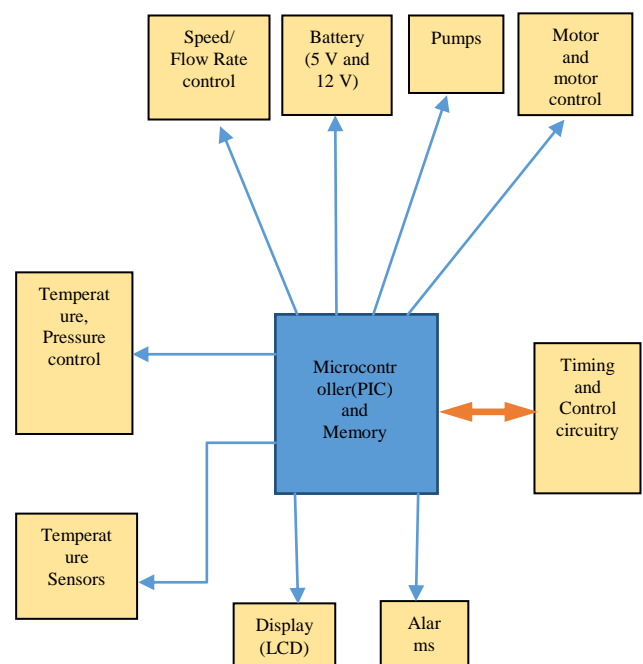 Speed/
Flow Rate
control
Battery
(5 V and
12 V)
Pumps
Motor
and
motor
control
Temperat
ure,
Pressure
control
Microcontr
oller(PIC)
and
Memory
Timing
and
Control
circuitry
Temperat
ure
Sensors
Display
(LCD)
Alar
ms